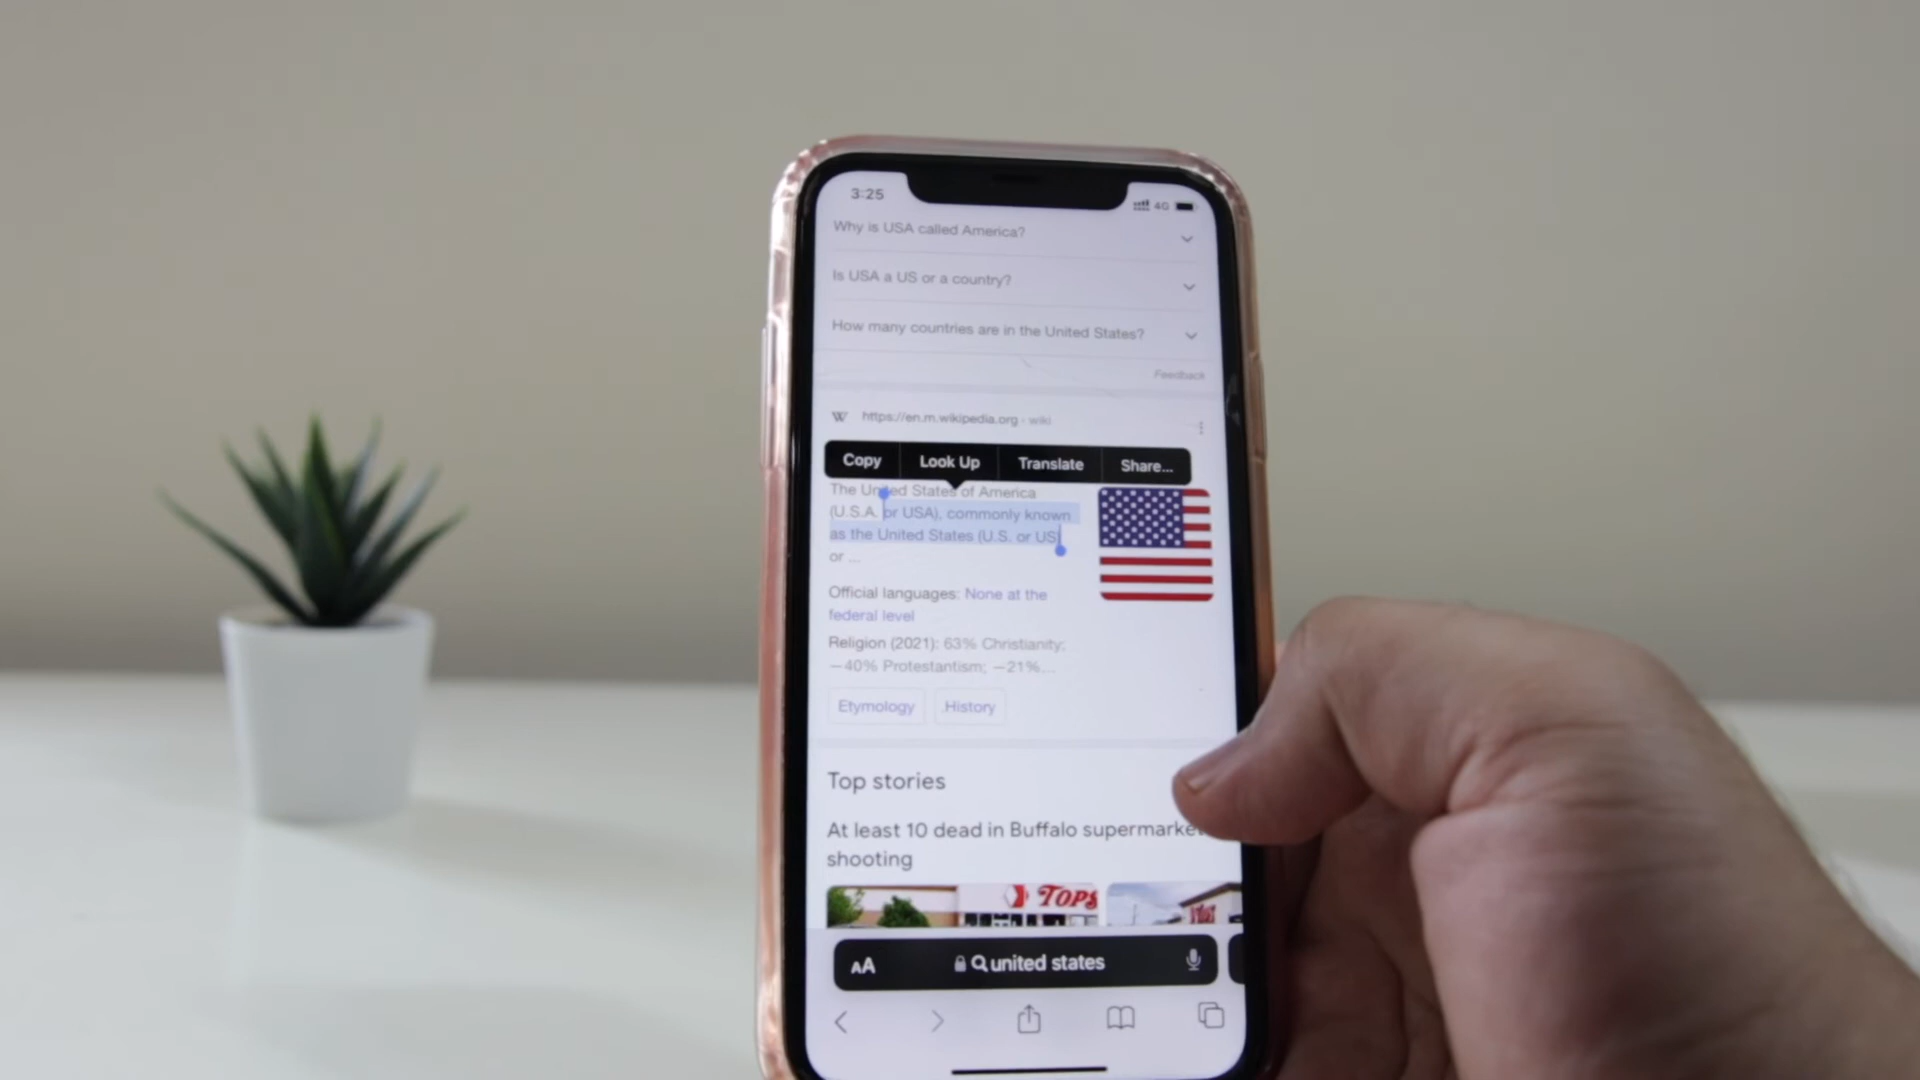 3:25
4G
Why is USA called America?
Is USA a US or a country?
How many countries are in the United States?
Feedback
W https://en.m.wikipedia.org · wiki
Copy Look Up Translate Share...
The United States of America
(U.S.A. or USA), commonly known
as the United States (U.S. or US)
or ...
Official languages: None at the
federal level
Religion (2021): 63% Christianity;
—40% Protestantism; —21%...
Etymology History
Top stories
At least 10 dead in Buffalo supermarket
shooting
TOPS
AA united states